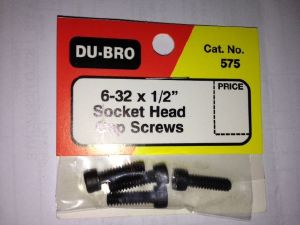 DU-BRO
Cat. No.
575
PRICE
6-32 x 1/2"
Socket Head
Cap Screws